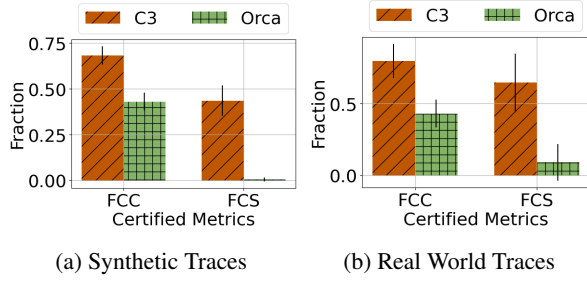 C3 Orca
Fraction
0.75
0.50
0.25
0.00
FCC FCS
Certified Metrics
(a) Synthetic Traces
C3 Orca
Fraction
0.5
0.0
FCC FCS
Certified Metrics
(b) Real World Traces